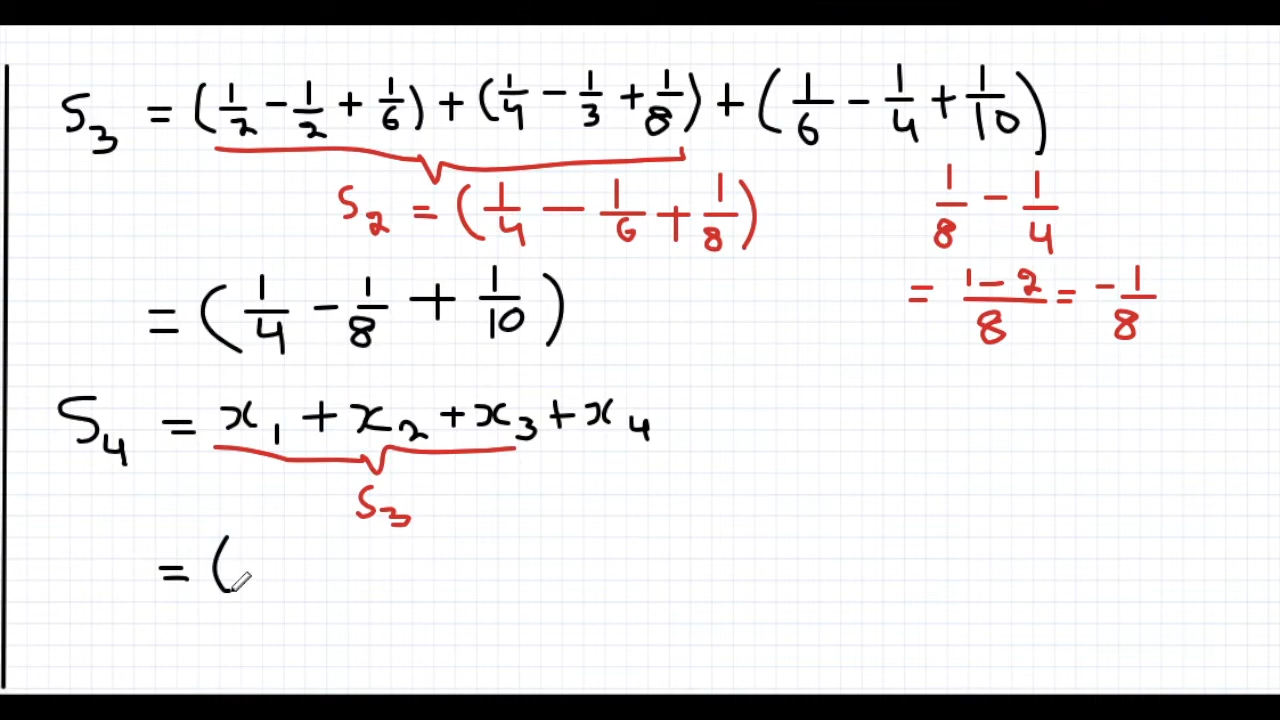 S₃ = (1/2 − 1/2 + 1/6) + (1/4 − 1/3 + 1/8) + (1/6 − 1/4 + 1/10)
S₂ = (1/4 − 1/6 + 1/8)
1/8 − 1/4
= (1/4 − 1/8 + 1/10)
= (1 − 2)/8 = −1/8
S₄ = x₁ + x₂ + x₃ + x₄
S₃
= (